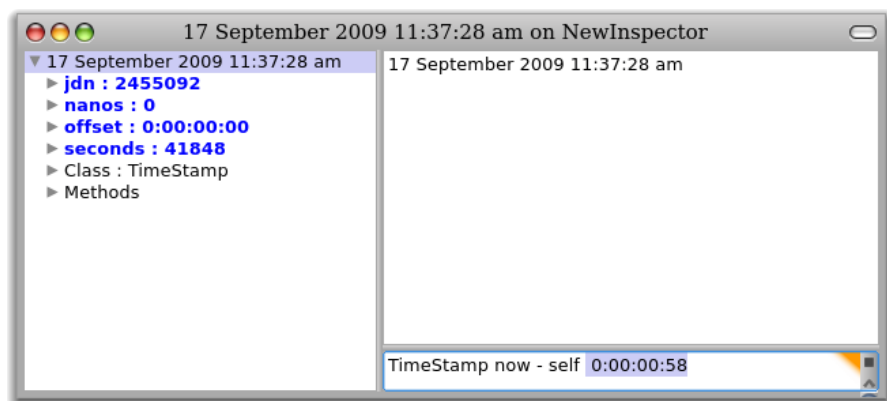 17 September 2009 11:37:28 am on NewInspector
17 September 2009 11:37:28 am
jdn : 2455092
nanos : 0
offset : 0:00:00:00
seconds : 41848
Class : TimeStamp
Methods
17 September 2009 11:37:28 am
TimeStamp now - self 0:00:00:58